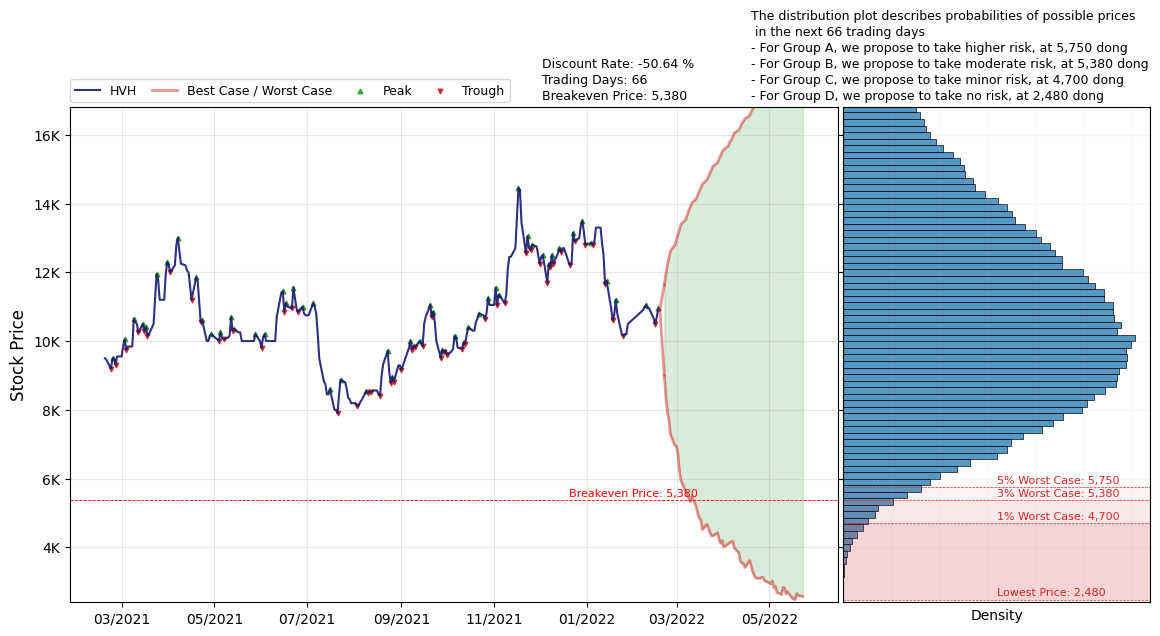 The distribution plot describes probabilities of possible prices
in the next 66 trading days
- For Group A, we propose to take higher risk, at 5,750 dong
- For Group B, we propose to take moderate risk, at 5,380 dong
- For Group C, we propose to take minor risk, at 4,700 dong
- For Group D, we propose to take no risk, at 2,480 dong
Discount Rate: -50.64 %
Trading Days: 66
Breakeven Price: 5,380
HVH
Best Case / Worst Case
Peak
Trough
Stock Price
16K
14K
12K
10K
8K
6K
4K
Breakeven Price: 5,380
5% Worst Case: 5,750
3% Worst Case: 5,380
1% Worst Case: 4,700
Lowest Price: 2,480
03/2021
05/2021
07/2021
09/2021
11/2021
01/2022
03/2022
05/2022
Density